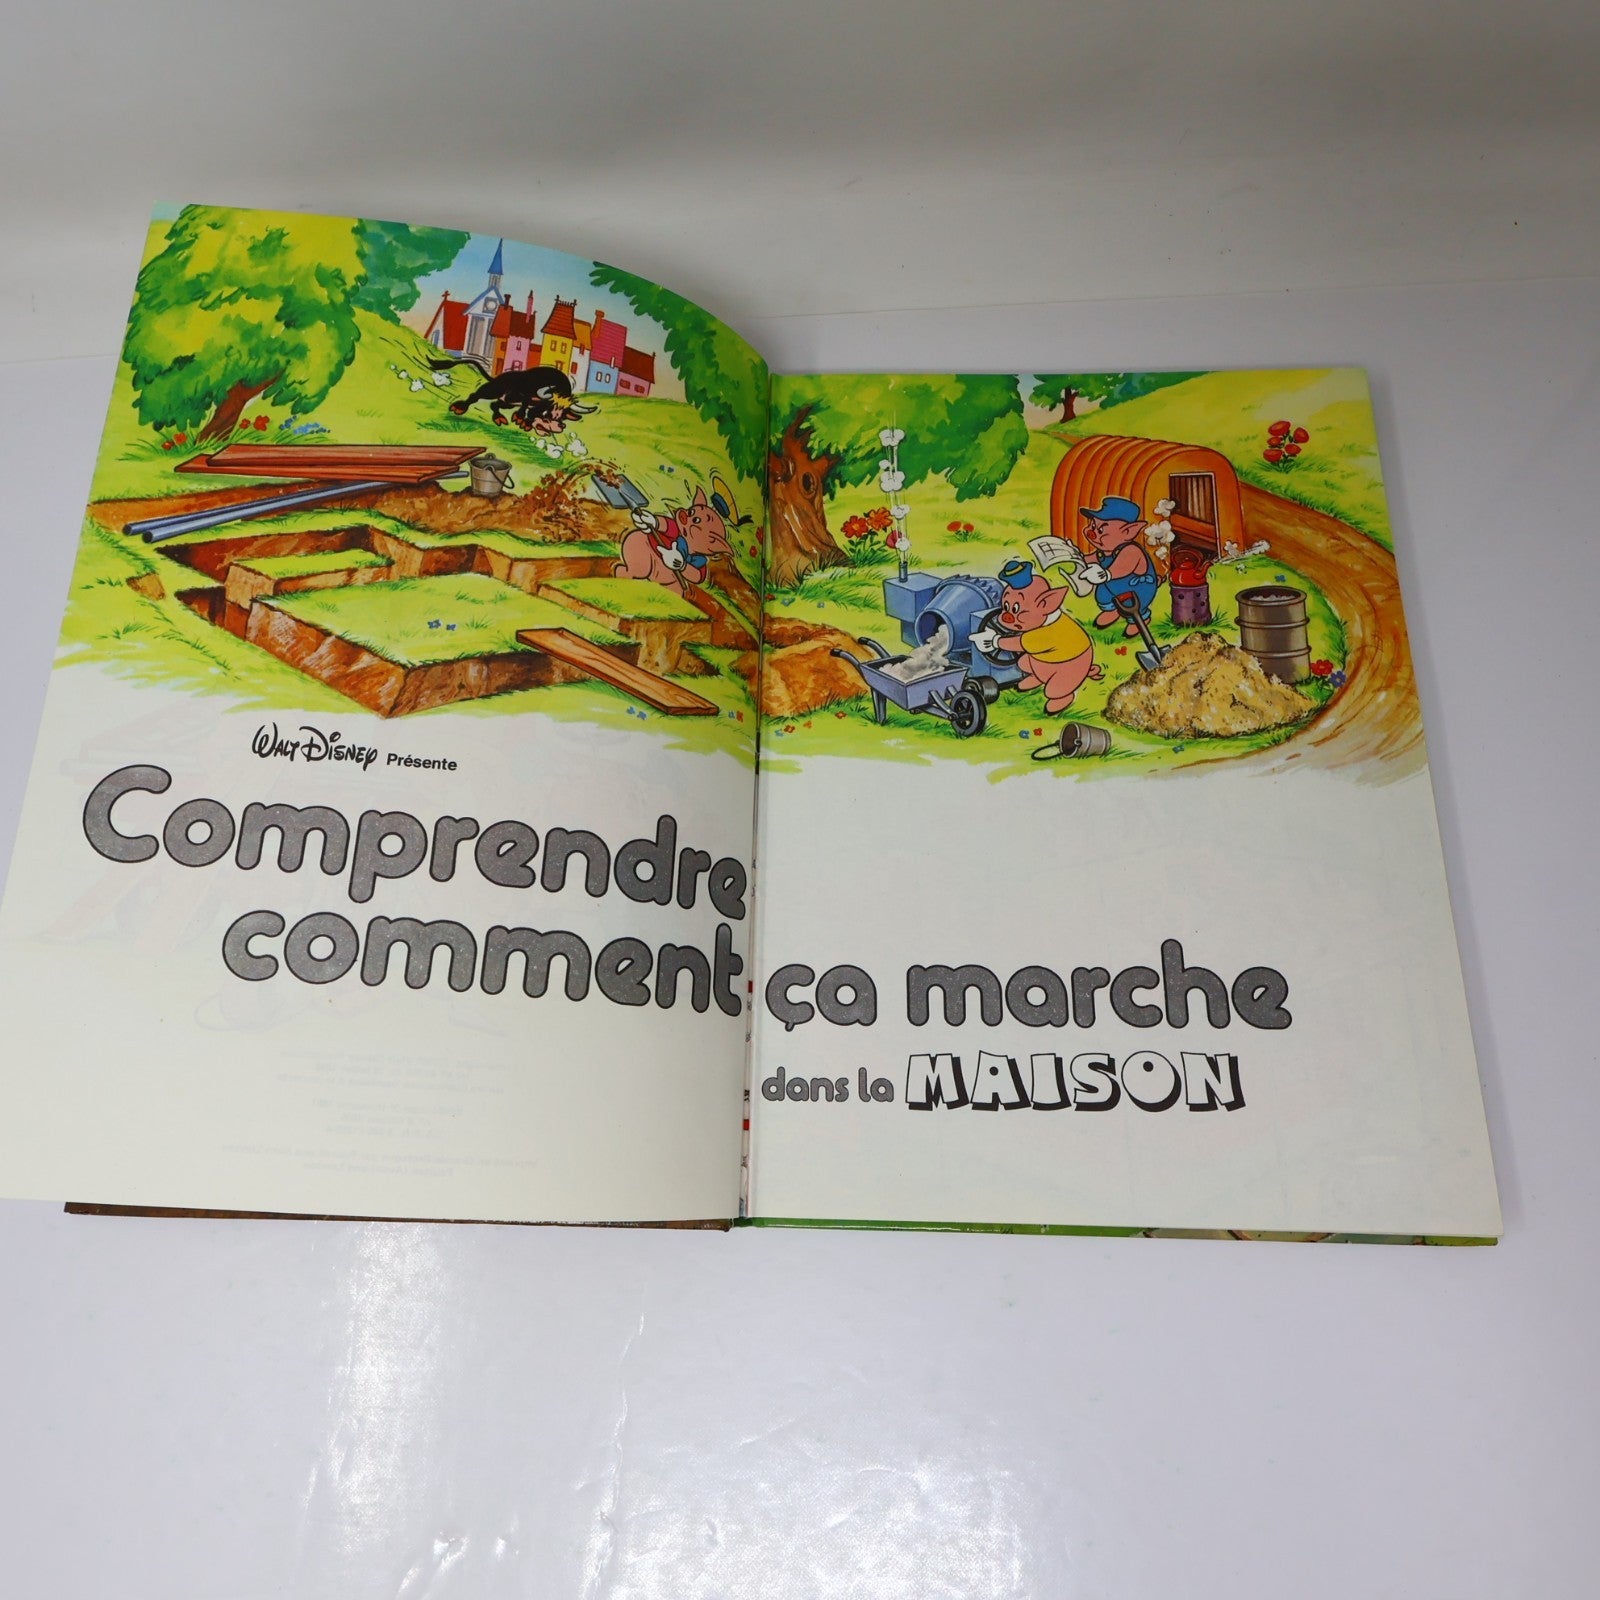 WALT DISNEY Présente
Comprendre
comment ça marche
dans la MAISON